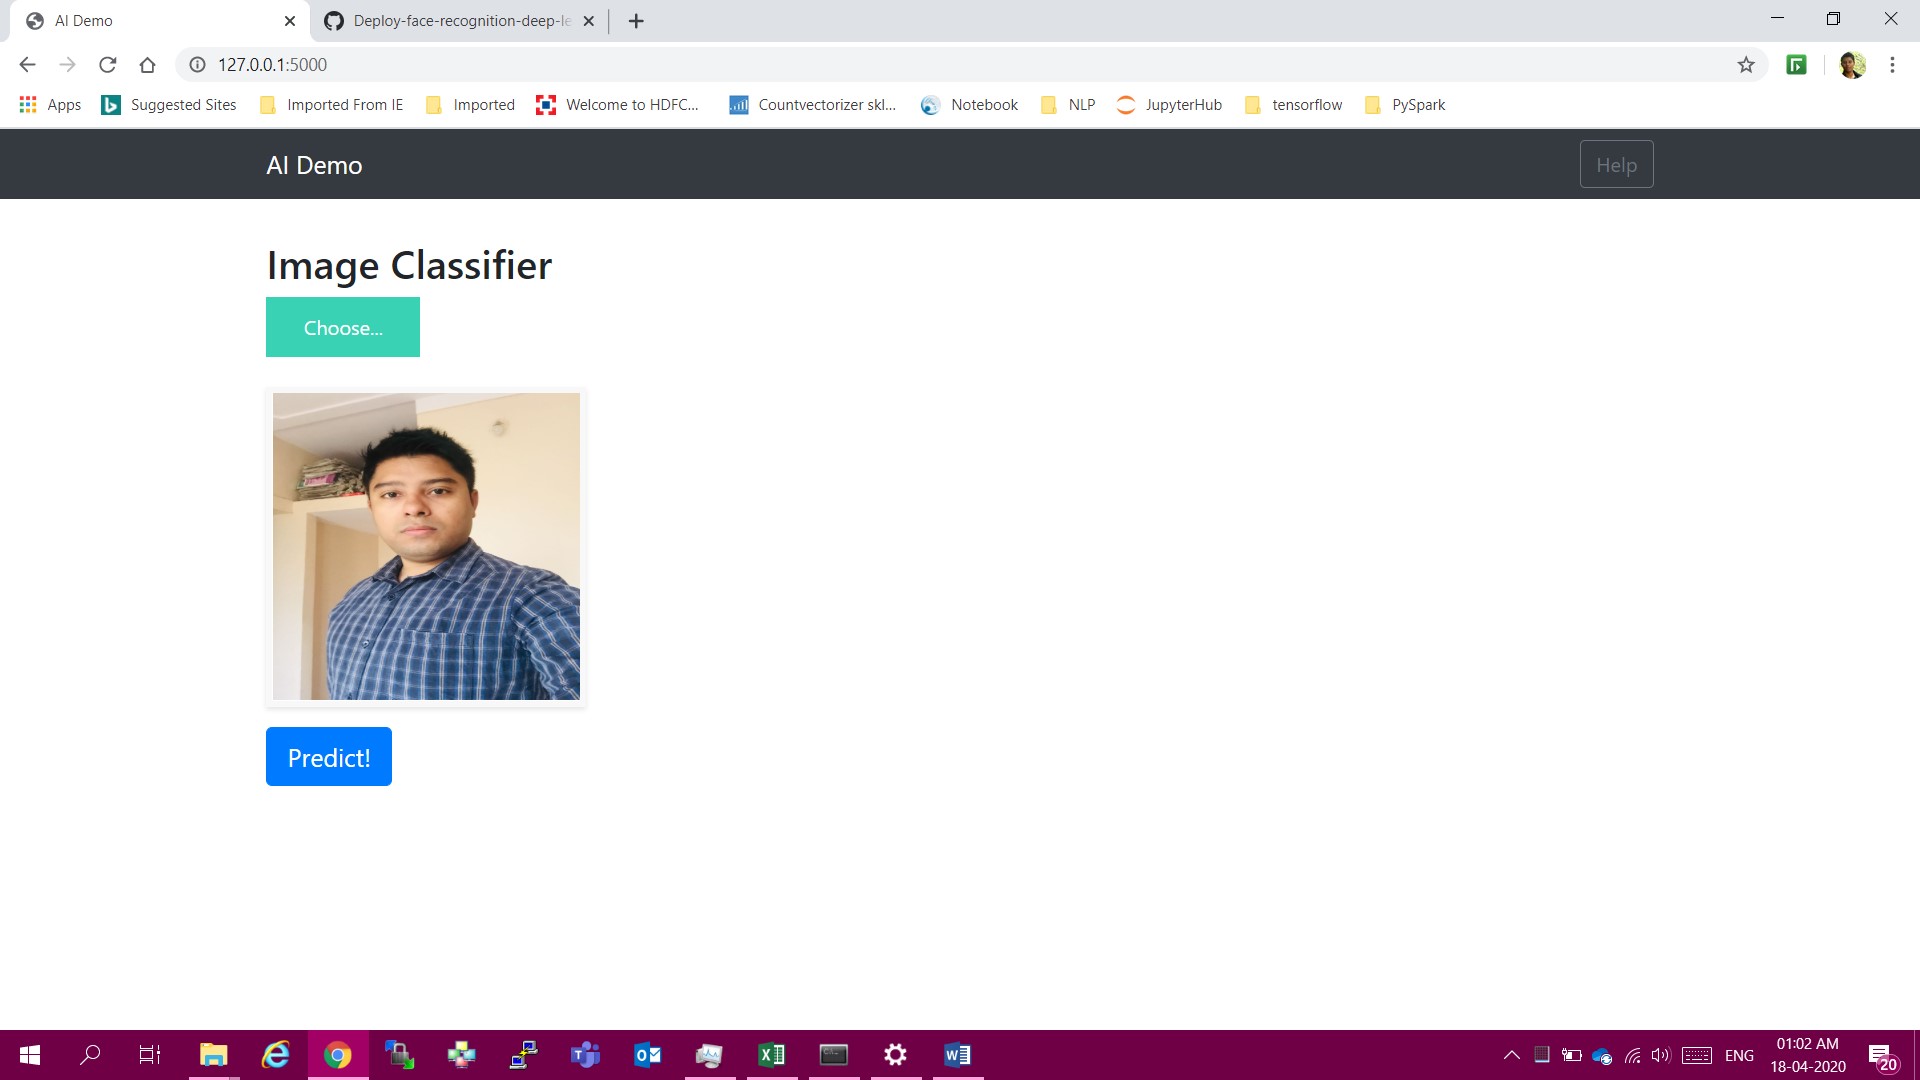 AI Demo
Deploy-face-recognition-deep-le
127.0.0.1:5000
Apps
Suggested Sites
Imported From IE
Imported
Welcome to HDFC...
Countvectorizer skl...
Notebook
NLP
JupyterHub
tensorflow
PySpark
AI Demo
Help
Image Classifier
Choose...
Predict!
ENG
01:02 AM
18-04-2020
20